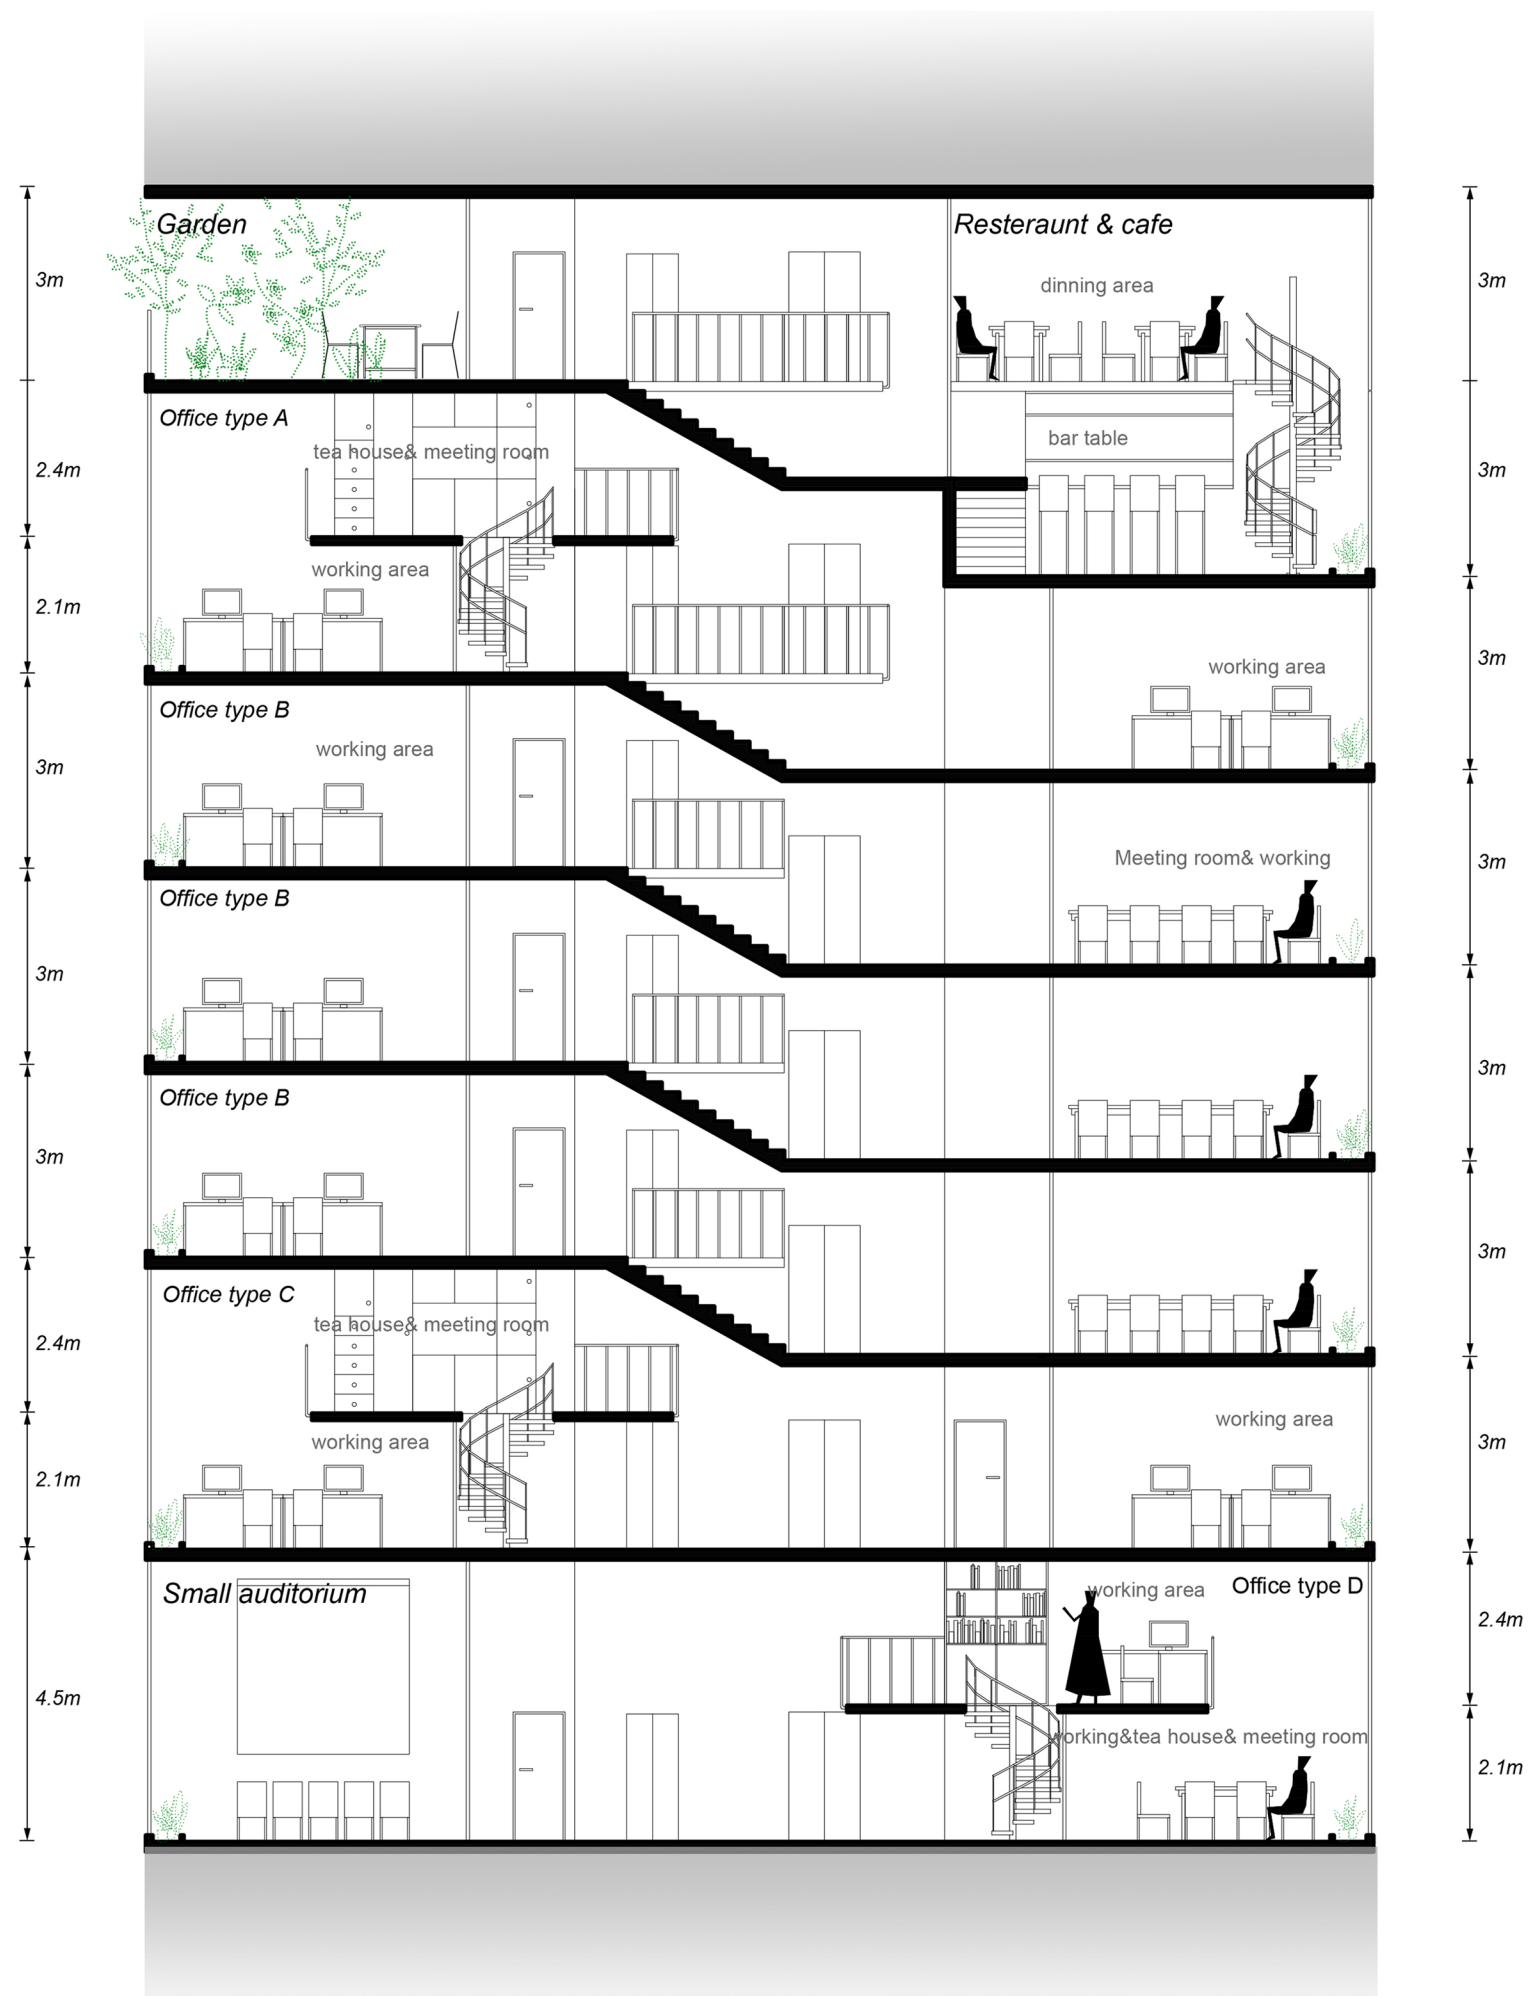 Garden
Resteraunt & cafe
3m
dinning area
3m
Office type A
tea house& meeting room
2.4m
bar table
3m
working area
2.1m
working area
3m
Office type B
working area
3m
Meeting room& working
3m
Office type B
3m
3m
Office type B
3m
3m
Office type C
tea house& meeting room
2.4m
working area
3m
working area
2.1m
Small auditorium
working area
Office type D
2.4m
4.5m
working&tea house& meeting room
2.1m